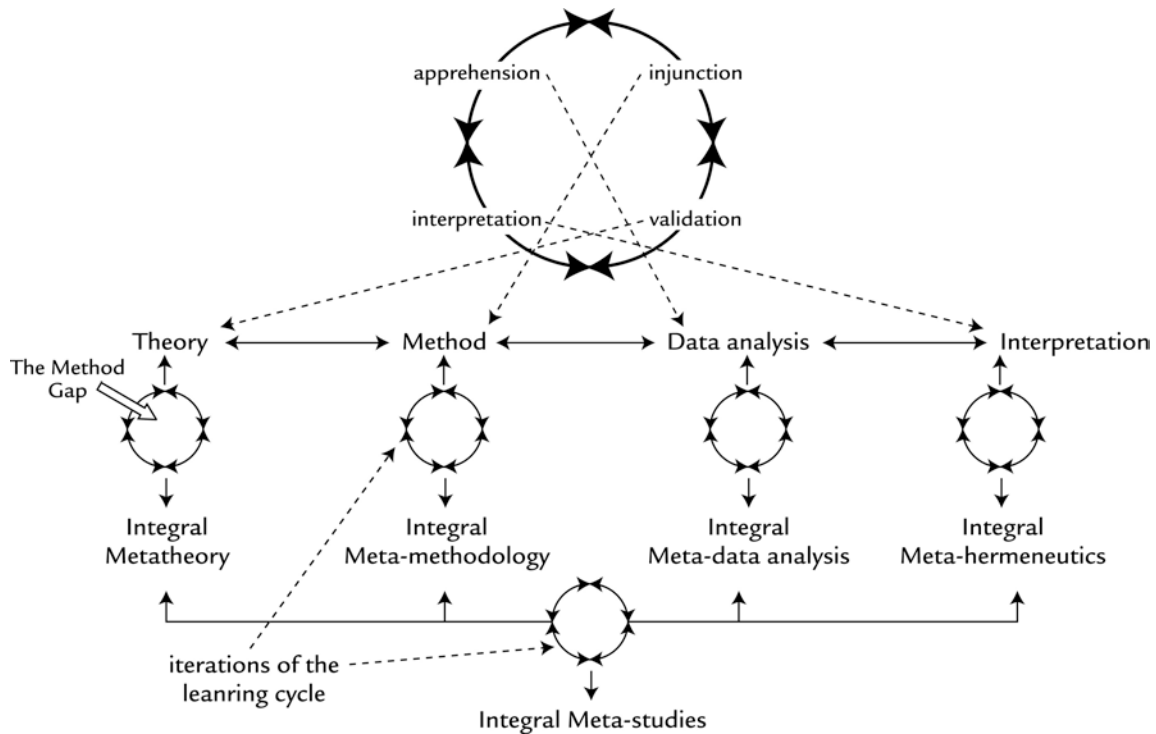 apprehension
injunction
interpretation
validation
Theory
Method
Data analysis
Interpretation
The Method
Gap
Integral
Metatheory
Integral
Meta-methodology
Integral
Meta-data analysis
Integral
Meta-hermeneutics
iterations of the
leanring cycle
Integral Meta-studies